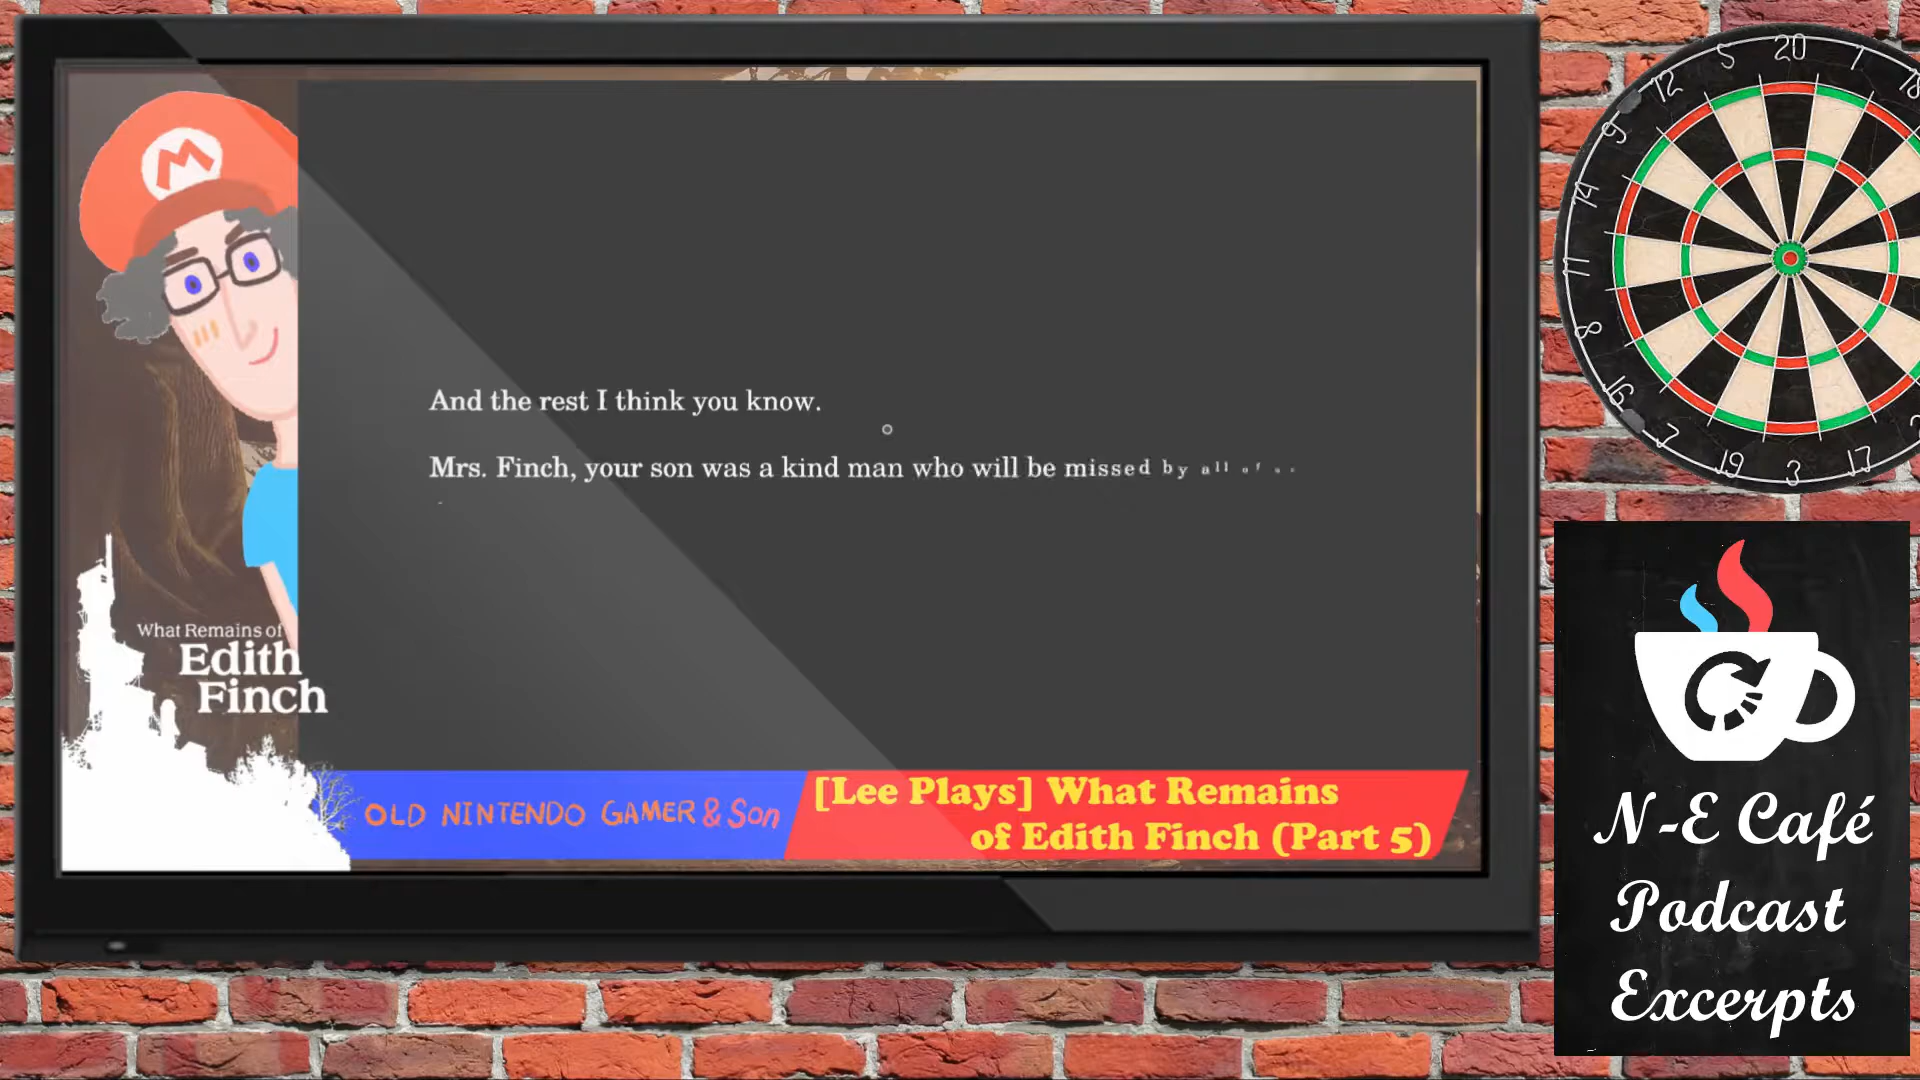 And the rest I think you know.
Mrs. Finch, your son was a kind man who will be missed by all of
M
What Remains of
Edith
Finch
OLD NINTENDO GAMER & Son
[Lee Plays] What Remains
of Edith Finch (Part 5)
12 5 20 1 18
9
14
11
8
16
7 19 3 17 2
N-E Café
Podcast
Excerpts